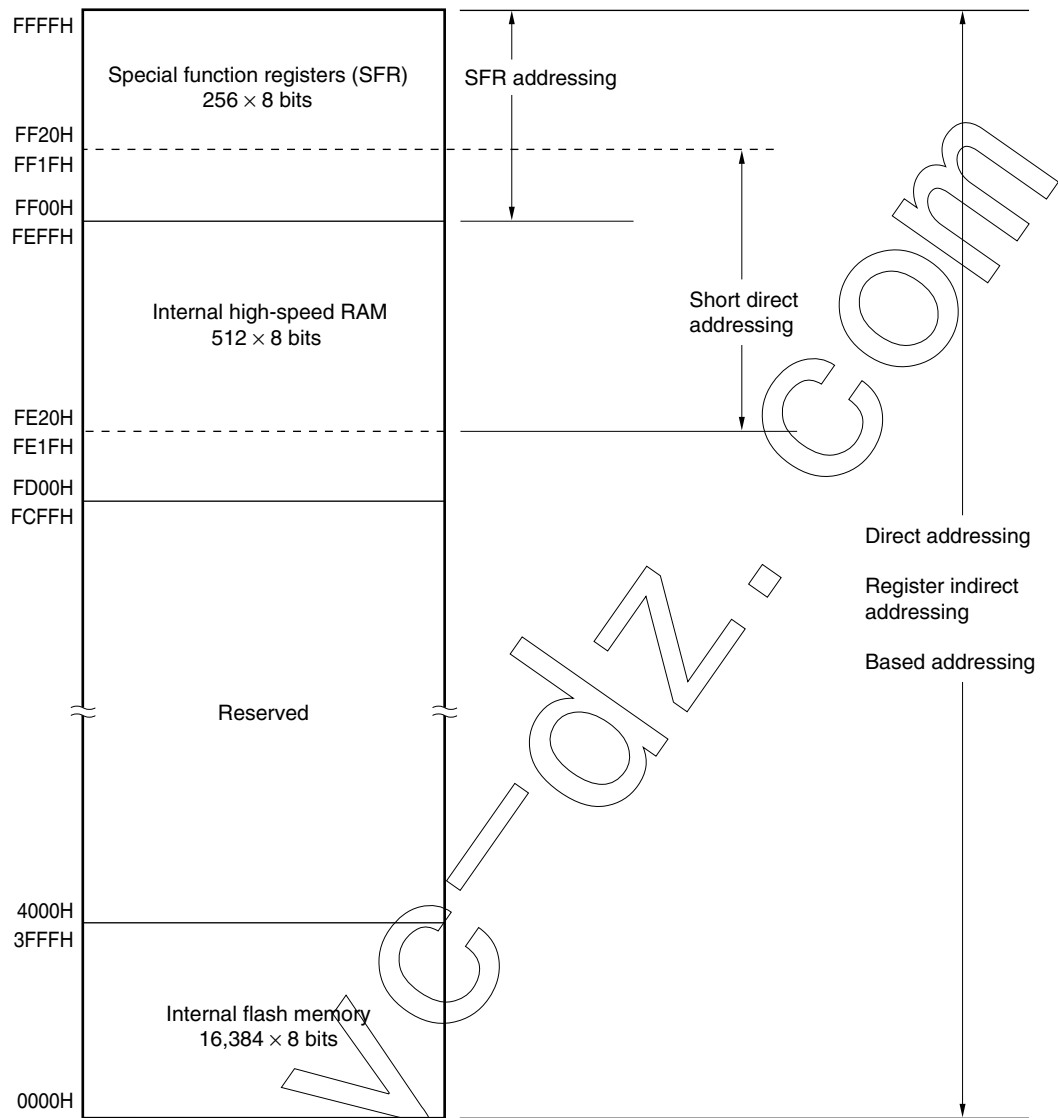 FFFFH
Special function registers (SFR)
256 × 8 bits
SFR addressing
FF20H
FF1FH
FF00H
FEFFH
Internal high-speed RAM
512 × 8 bits
Short direct
addressing
FE20H
FE1FH
FD00H
FCFFH
Direct addressing
Register indirect
addressing
Based addressing
Reserved
4000H
3FFFH
Internal flash memory
16,384 × 8 bits
0000H
vc-dz.com